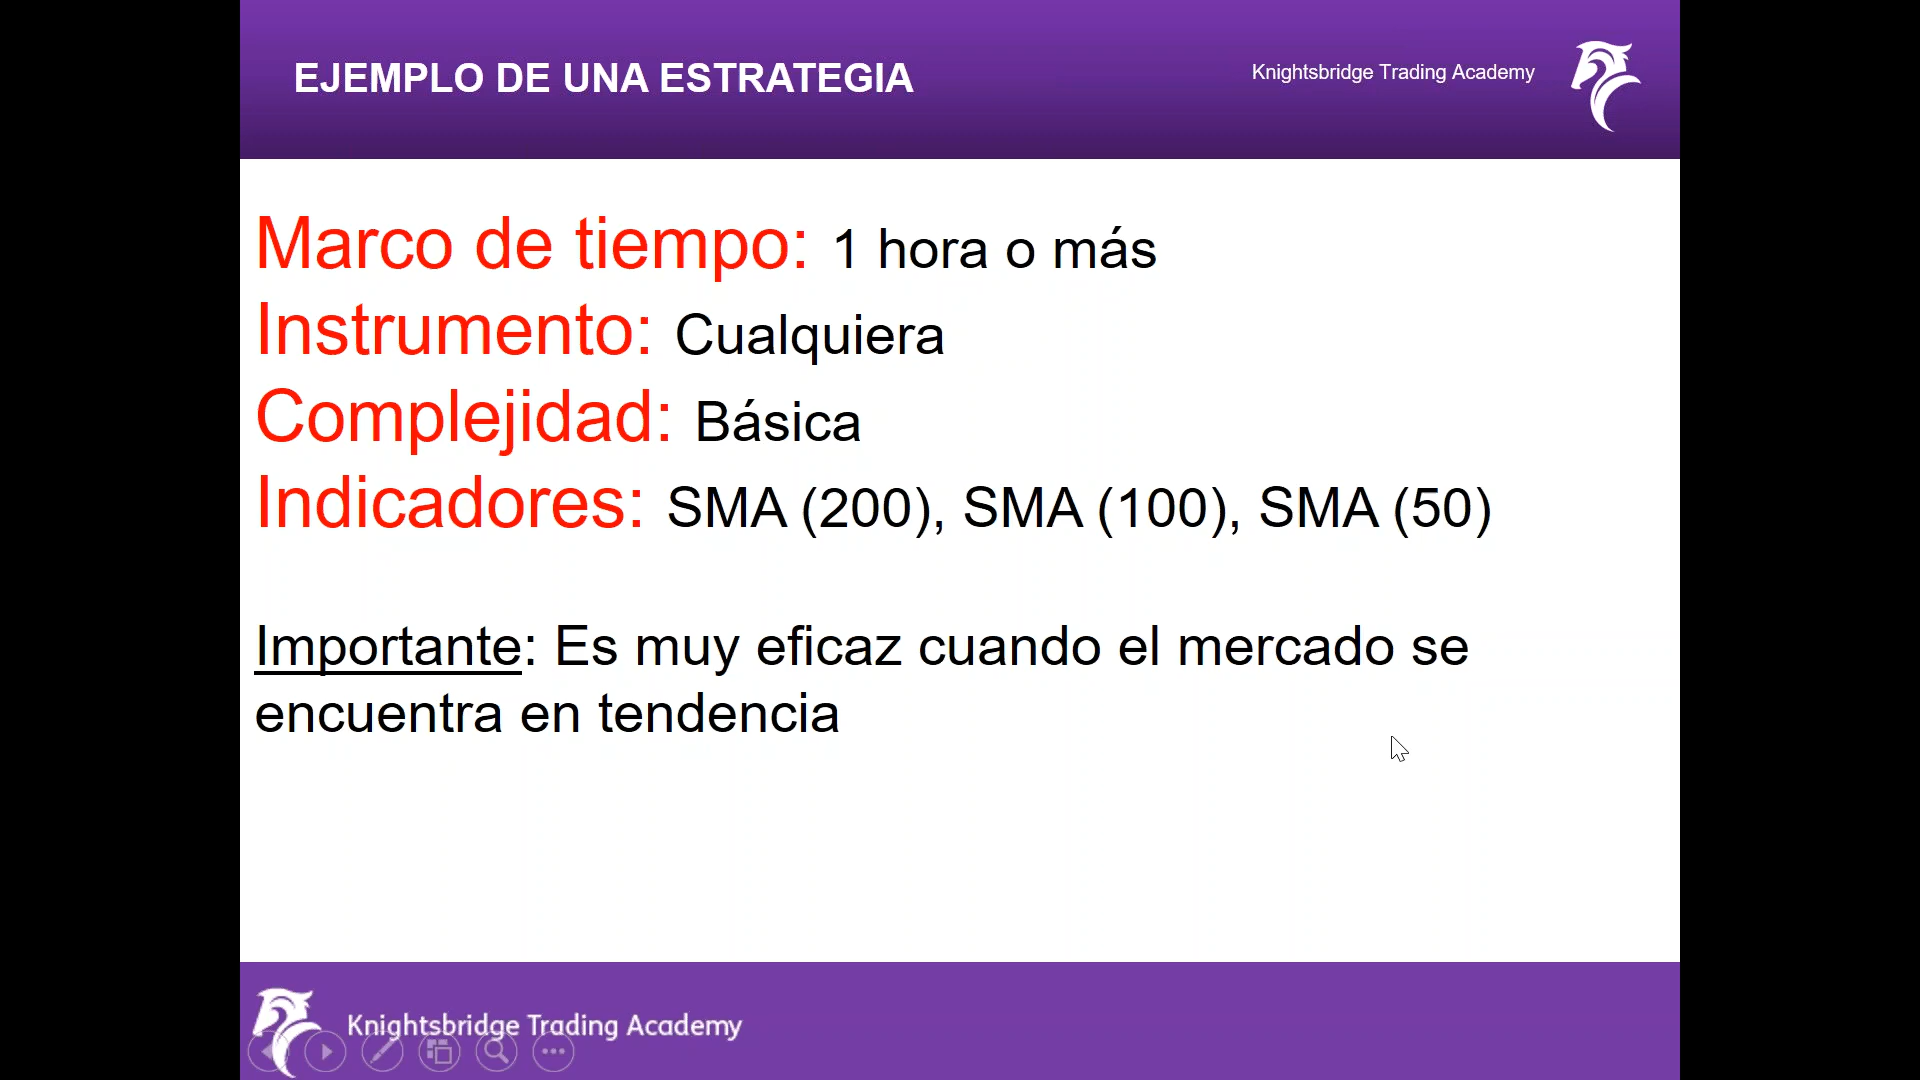 EJEMPLO DE UNA ESTRATEGIA
Knightsbridge Trading Academy
Marco de tiempo: 1 hora o más
Instrumento: Cualquiera
Complejidad: Básica
Indicadores: SMA (200), SMA (100), SMA (50)
Importante: Es muy eficaz cuando el mercado se
encuentra en tendencia
Knightsbridge Trading Academy